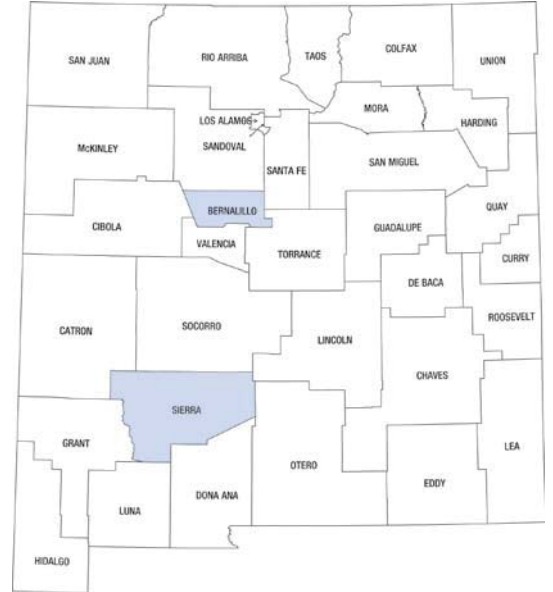 SAN JUAN
RIO ARRIBA
TAOS
COLFAX
UNION
MORA
HARDING
LOS ALAMOS
McKINLEY
SANDOVAL
SANTA FE
SAN MIGUEL
QUAY
BERNALILLO
CIBOLA
GUADALUPE
VALENCIA
TORRANCE
CURRY
DE BACA
ROOSEVELT
CATRON
SOCORRO
LINCOLN
CHAVES
SIERRA
GRANT
LEA
OTERO
EDDY
DONA ANA
LUNA
HIDALGO